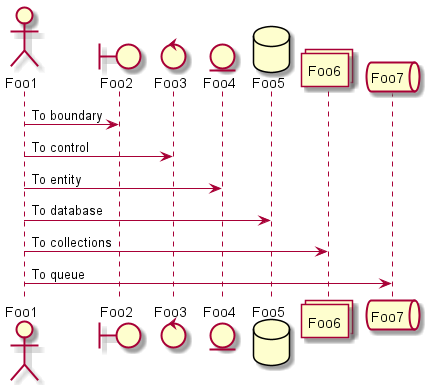 Foo1 Foo2 Foo3 Foo4 Foo5 Foo6 Foo7
To boundary
To control
To entity
To database
To collections
To queue
Foo1 Foo2 Foo3 Foo4 Foo5 Foo6 Foo7